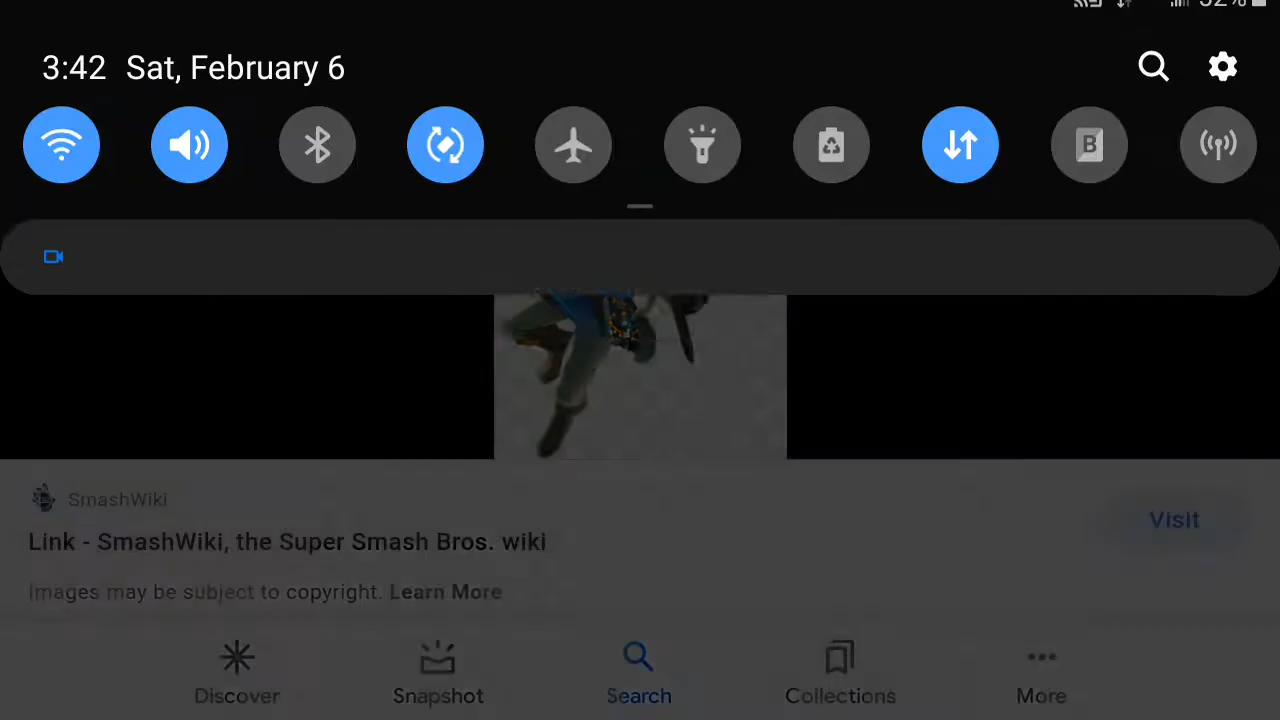 52%
3:42 Sat, February 6
B
SmashWiki
Visit
Link - SmashWiki, the Super Smash Bros. wiki
Images may be subject to copyright. Learn More
Discover Snapshot Search Collections More